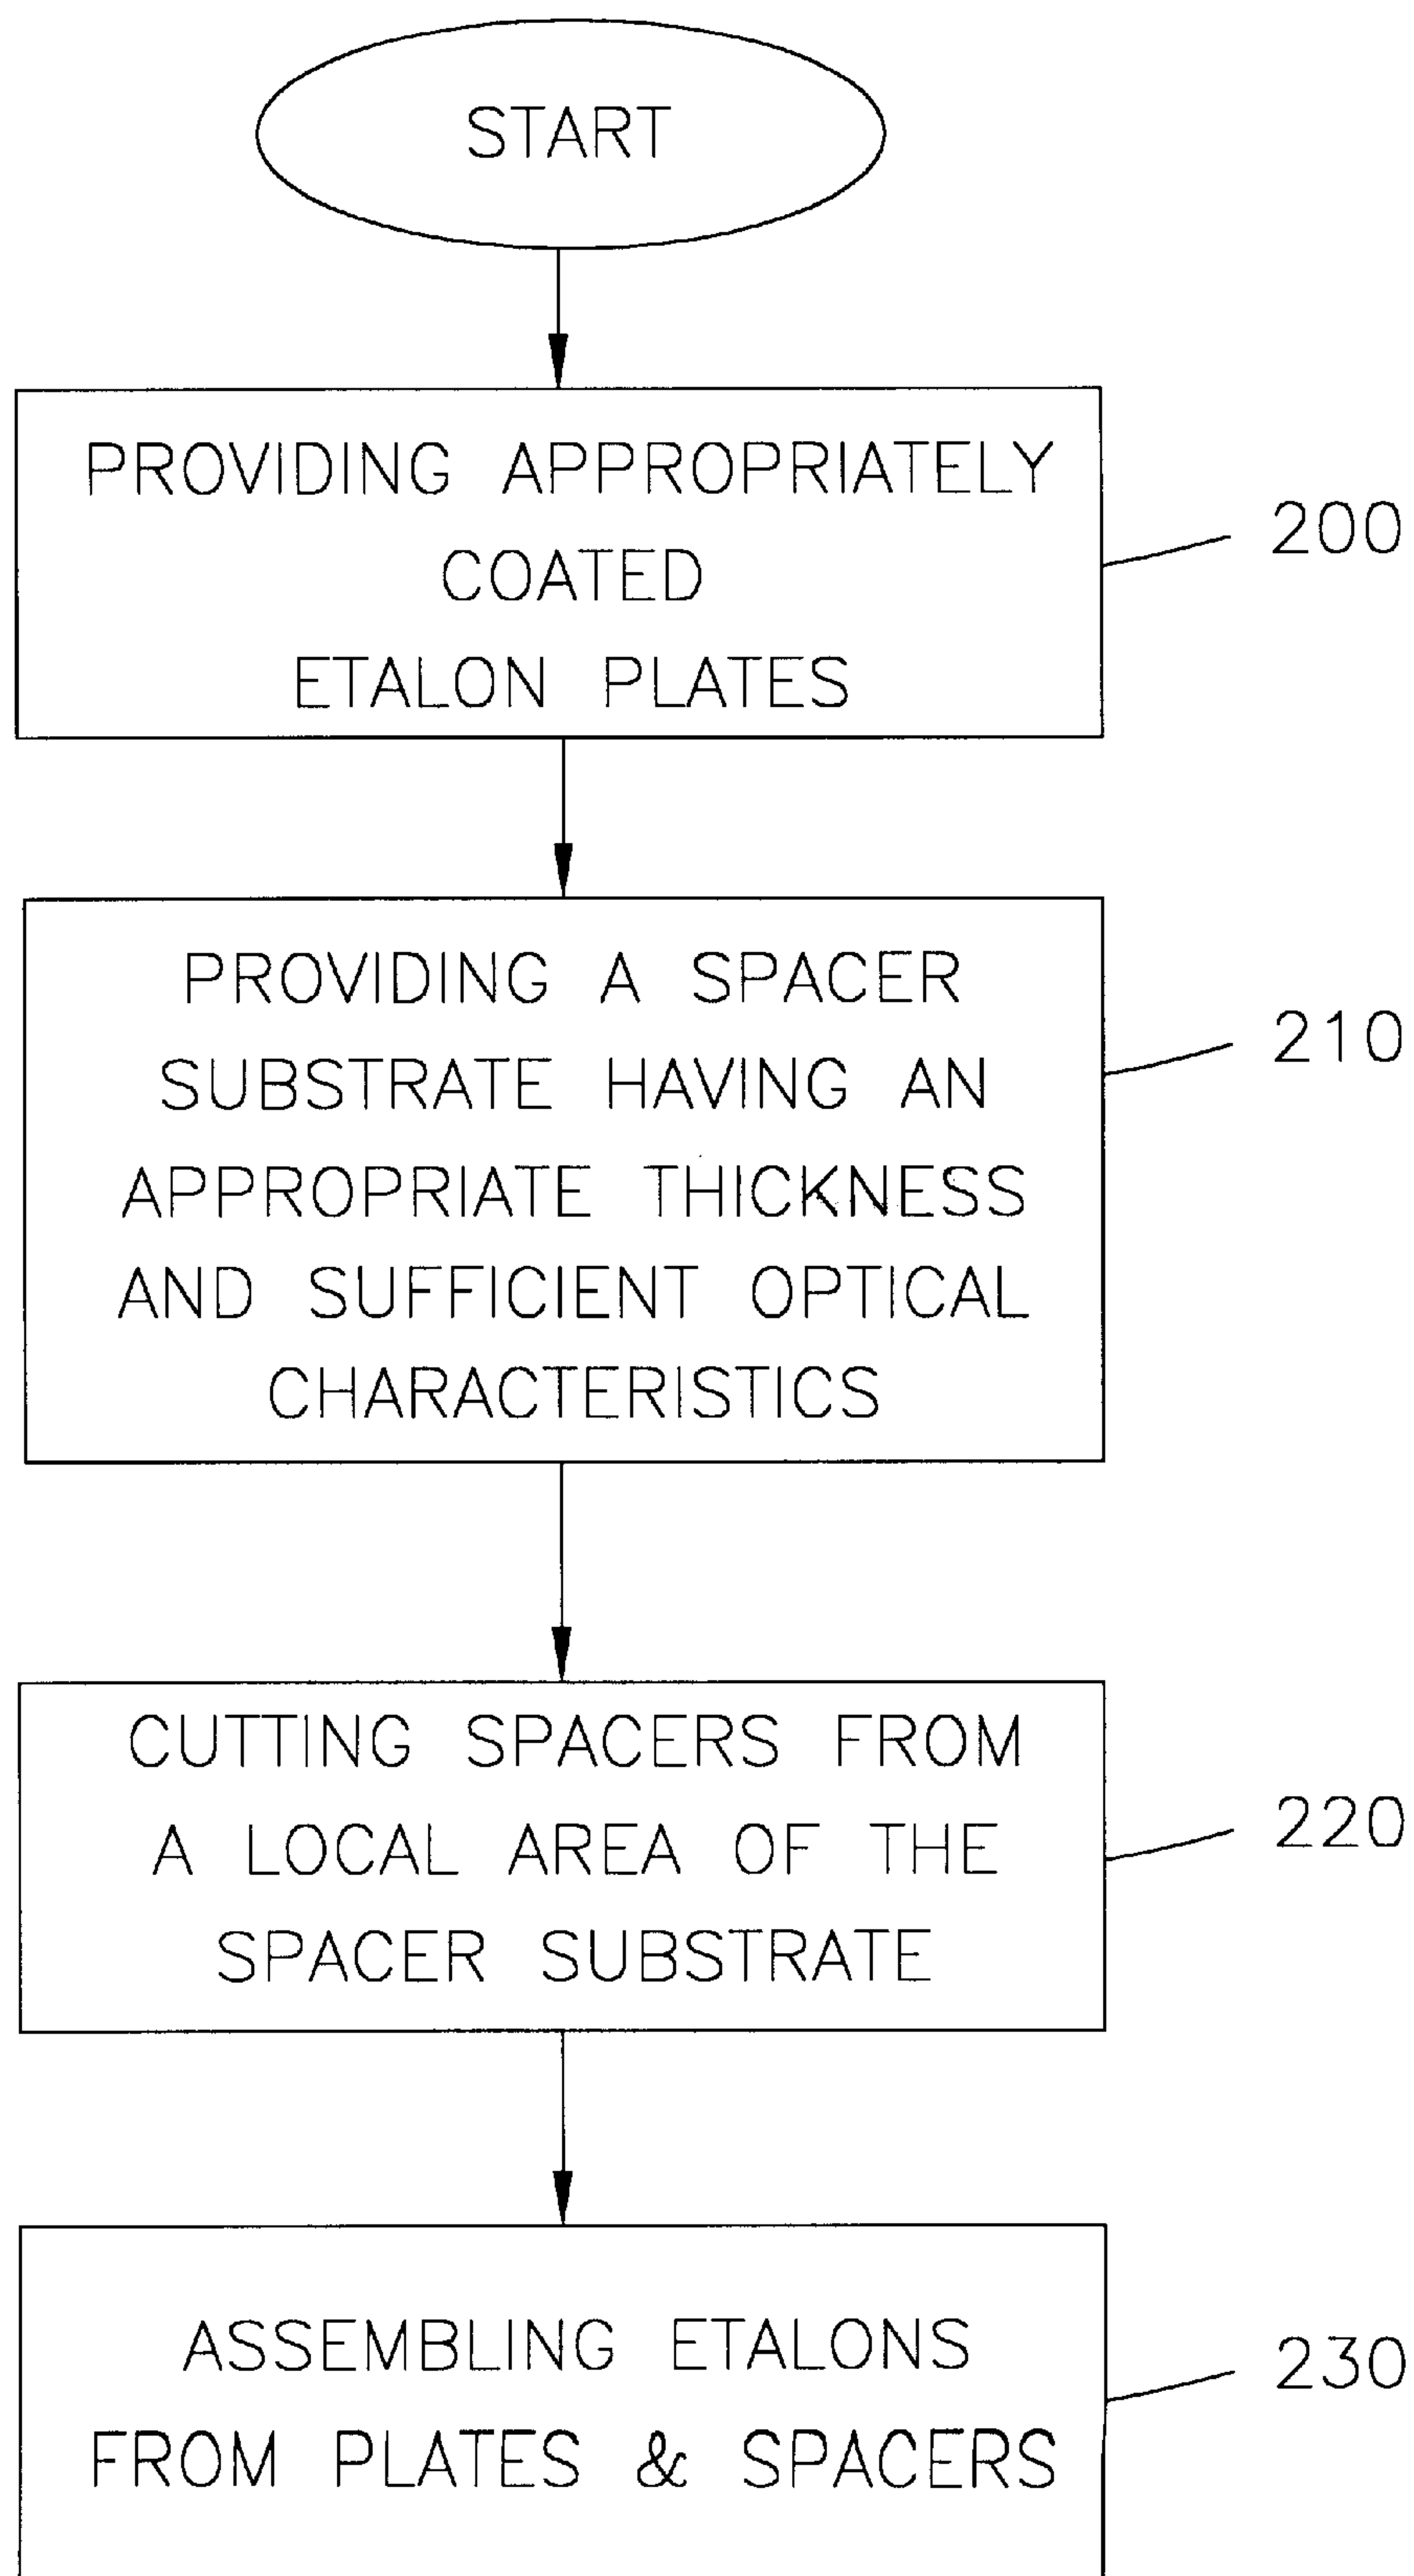 START
PROVIDING APPROPRIATELY
COATED
ETALON PLATES
200
PROVIDING A SPACER
SUBSTRATE HAVING AN
APPROPRIATE THICKNESS
AND SUFFICIENT OPTICAL
CHARACTERISTICS
210
CUTTING SPACERS FROM
A LOCAL AREA OF THE
SPACER SUBSTRATE
220
ASSEMBLING ETALONS
FROM PLATES & SPACERS
230